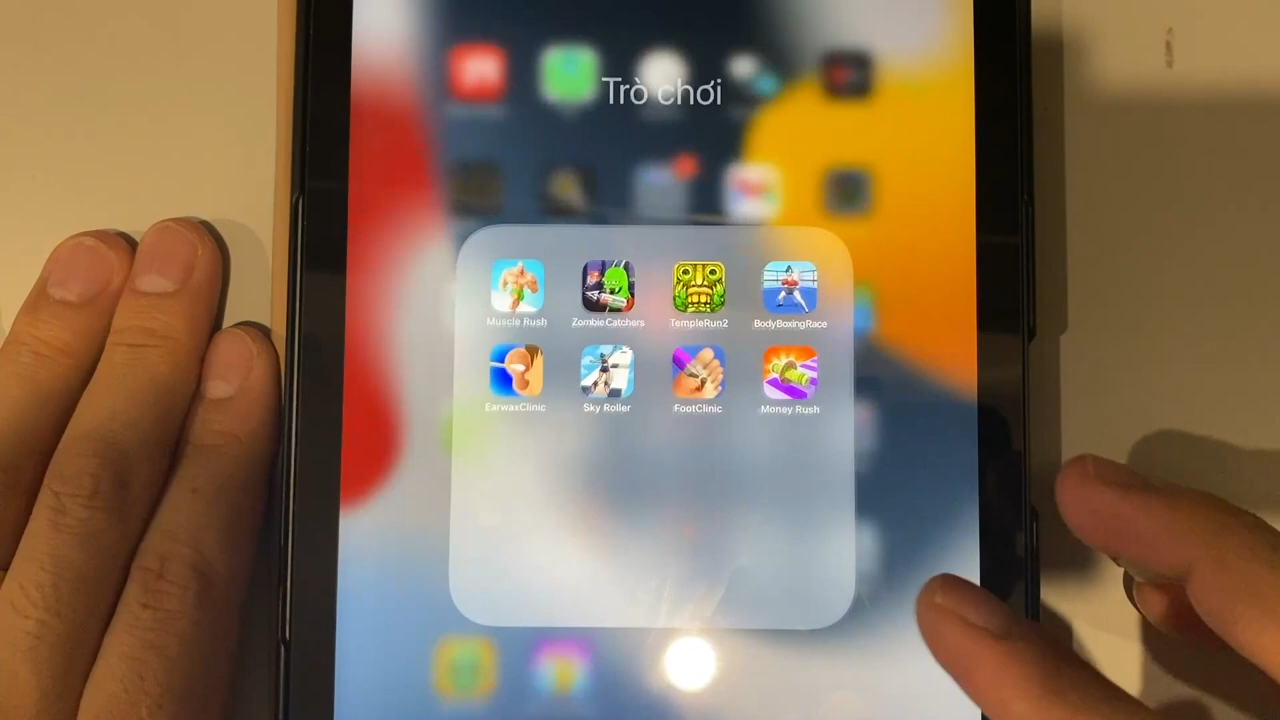 Trò chơi
Muscle Rush
Zombie Catchers
TempleRun2
BodyBoxingRace
EarwaxClinic
Sky Roller
FootClinic
Money Rush